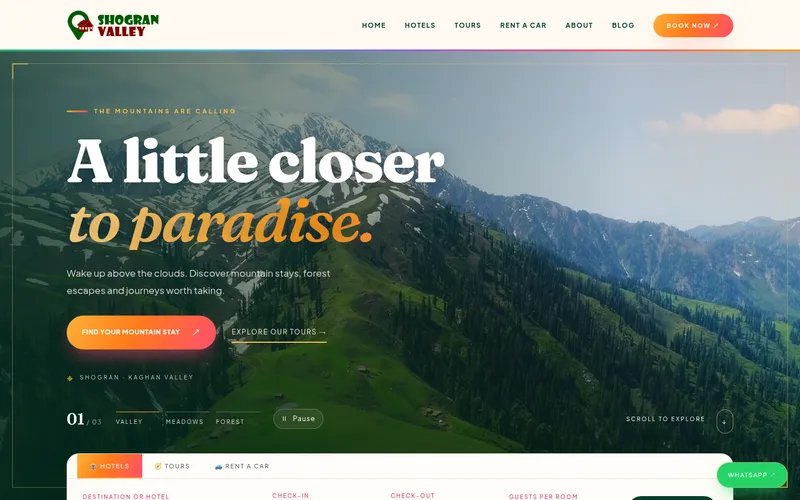 SHOGRAN
VALLEY
HOME
HOTELS
TOURS
RENT A CAR
ABOUT
BLOG
BOOK NOW ↗
THE MOUNTAINS ARE CALLING
A little closer
to paradise.
Wake up above the clouds. Discover mountain stays, forest
escapes and journeys worth taking.
FIND YOUR MOUNTAIN STAY ↗
EXPLORE OUR TOURS →
SHOGRAN · KAGHAN VALLEY
01 / 03
VALLEY
MEADOWS
FOREST
Pause
SCROLL TO EXPLORE
HOTELS
TOURS
RENT A CAR
WHATSAPP ↗
DESTINATION OR HOTEL
CHECK-IN
CHECK-OUT
GUESTS PER ROOM